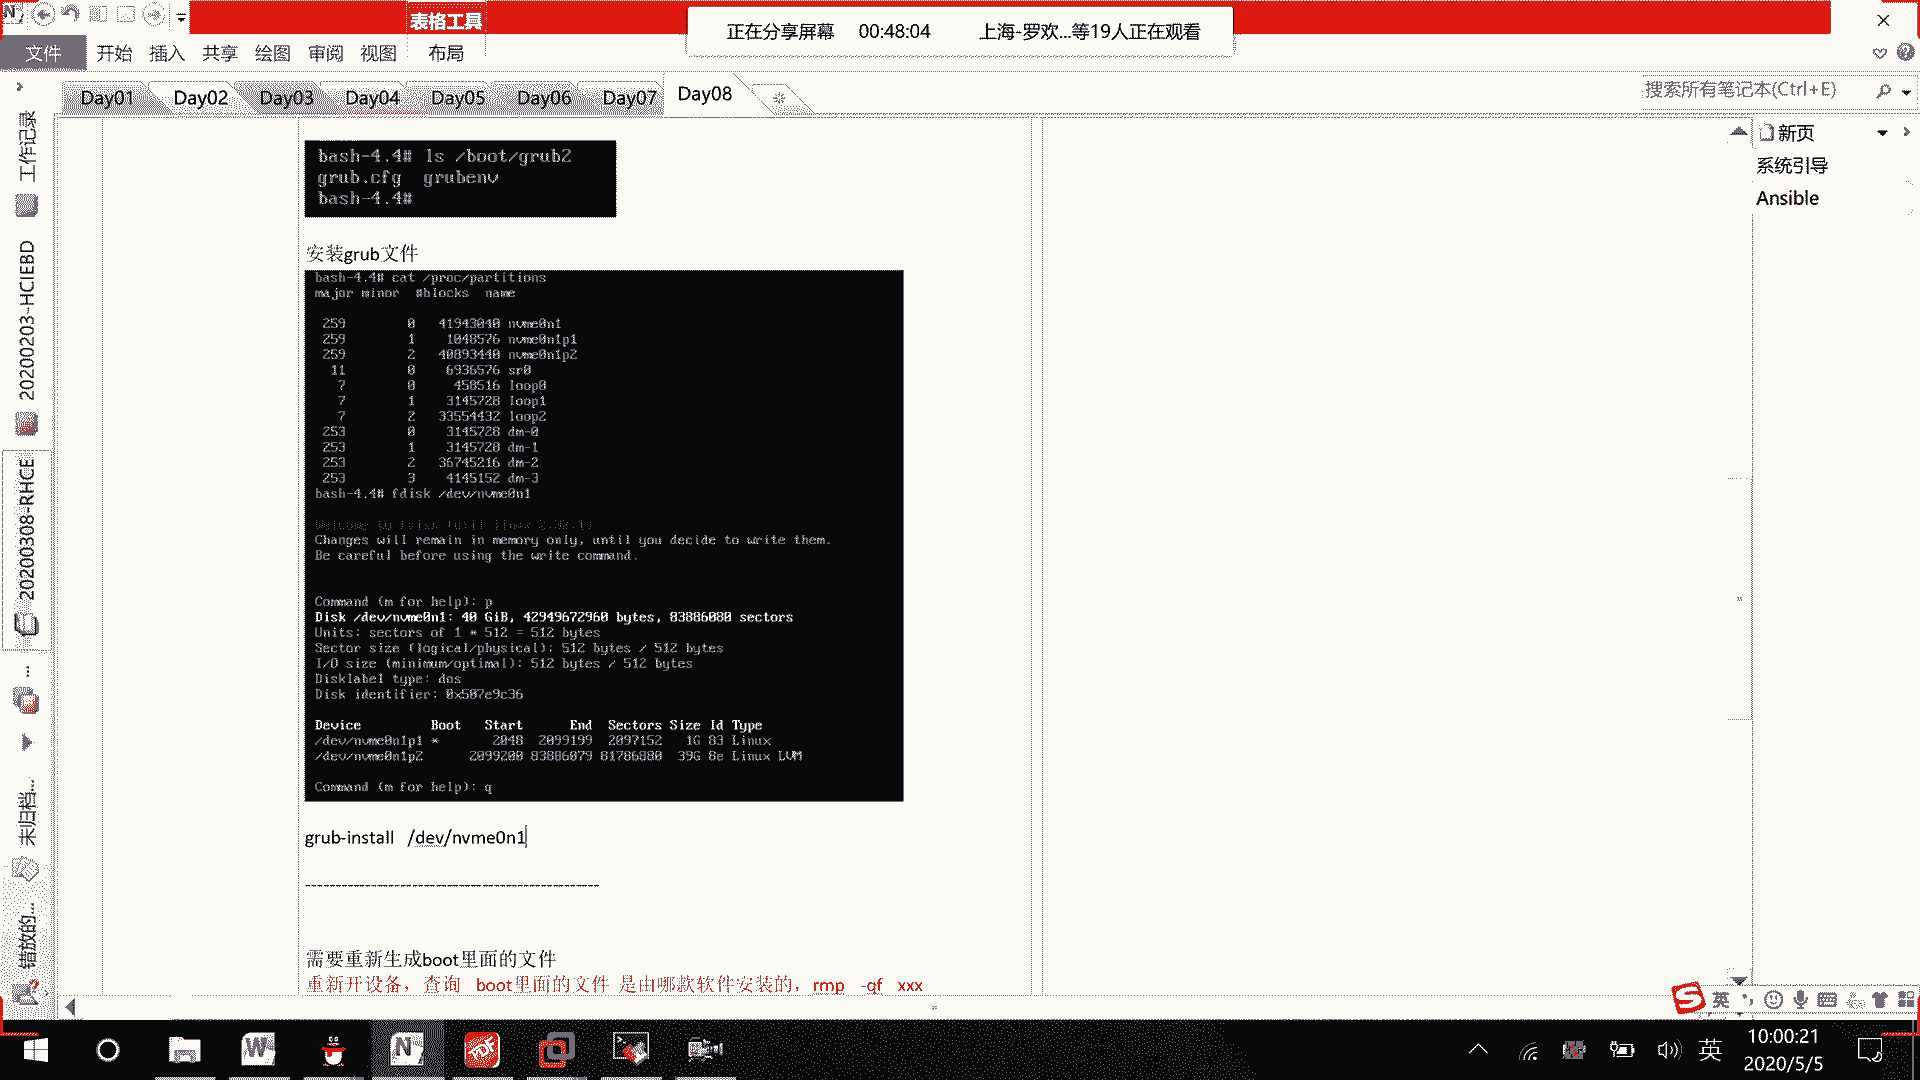 表格工具
正在分享屏幕 00:48:04 上海-罗欢...等19人正在观看
文件 开始 插入 共享 绘图 审阅 视图 布局
Day01 Day02 Day03 Day04 Day05 Day06 Day07 Day08
搜索所有笔记本(Ctrl+E)
工作记录
20200203-HCIEBD
20200308-RHCE
...
未归档...
错放的...
新页
系统引导
Ansible
bash-4.4# ls /boot/grub2
grub.cfg grubenv
bash-4.4#
安装grub文件
bash-4.4# cat /proc/partitions
major minor #blocks name
259 0 41943040 nvme0n1
259 1 1048576 nvme0n1p1
259 2 40893440 nvme0n1p2
11 0 6936576 sr0
7 0 458516 loop0
7 1 3145728 loop1
7 2 33554432 loop2
253 0 3145728 dm-0
253 1 3145728 dm-1
253 2 36745216 dm-2
253 3 4145152 dm-3
bash-4.4# fdisk /dev/nvme0n1
Welcome to fdisk (util-linux 2.32.1)
Changes will remain in memory only, until you decide to write them.
Be careful before using the write command.
Command (m for help): p
Disk /dev/nvme0n1: 40 GiB, 42949672960 bytes, 83886080 sectors
Units: sectors of 1 * 512 = 512 bytes
Sector size (logical/physical): 512 bytes / 512 bytes
I/O size (minimum/optimal): 512 bytes / 512 bytes
Disklabel type: dos
Disk identifier: 0x507e9c36
Device Boot Start End Sectors Size Id Type
/dev/nvme0n1p1 * 2048 2099199 2097152 1G 83 Linux
/dev/nvme0n1p2 2099200 83886079 81786880 39G 8e Linux LVM
Command (m for help): q
grub-install /dev/nvme0n1
------------------------------------------------
需要重新生成boot里面的文件
重新开设备，查询 boot里面的文件 是由哪款软件安装的，rmp -qf xxx
英
英
10:00:21
2020/5/5